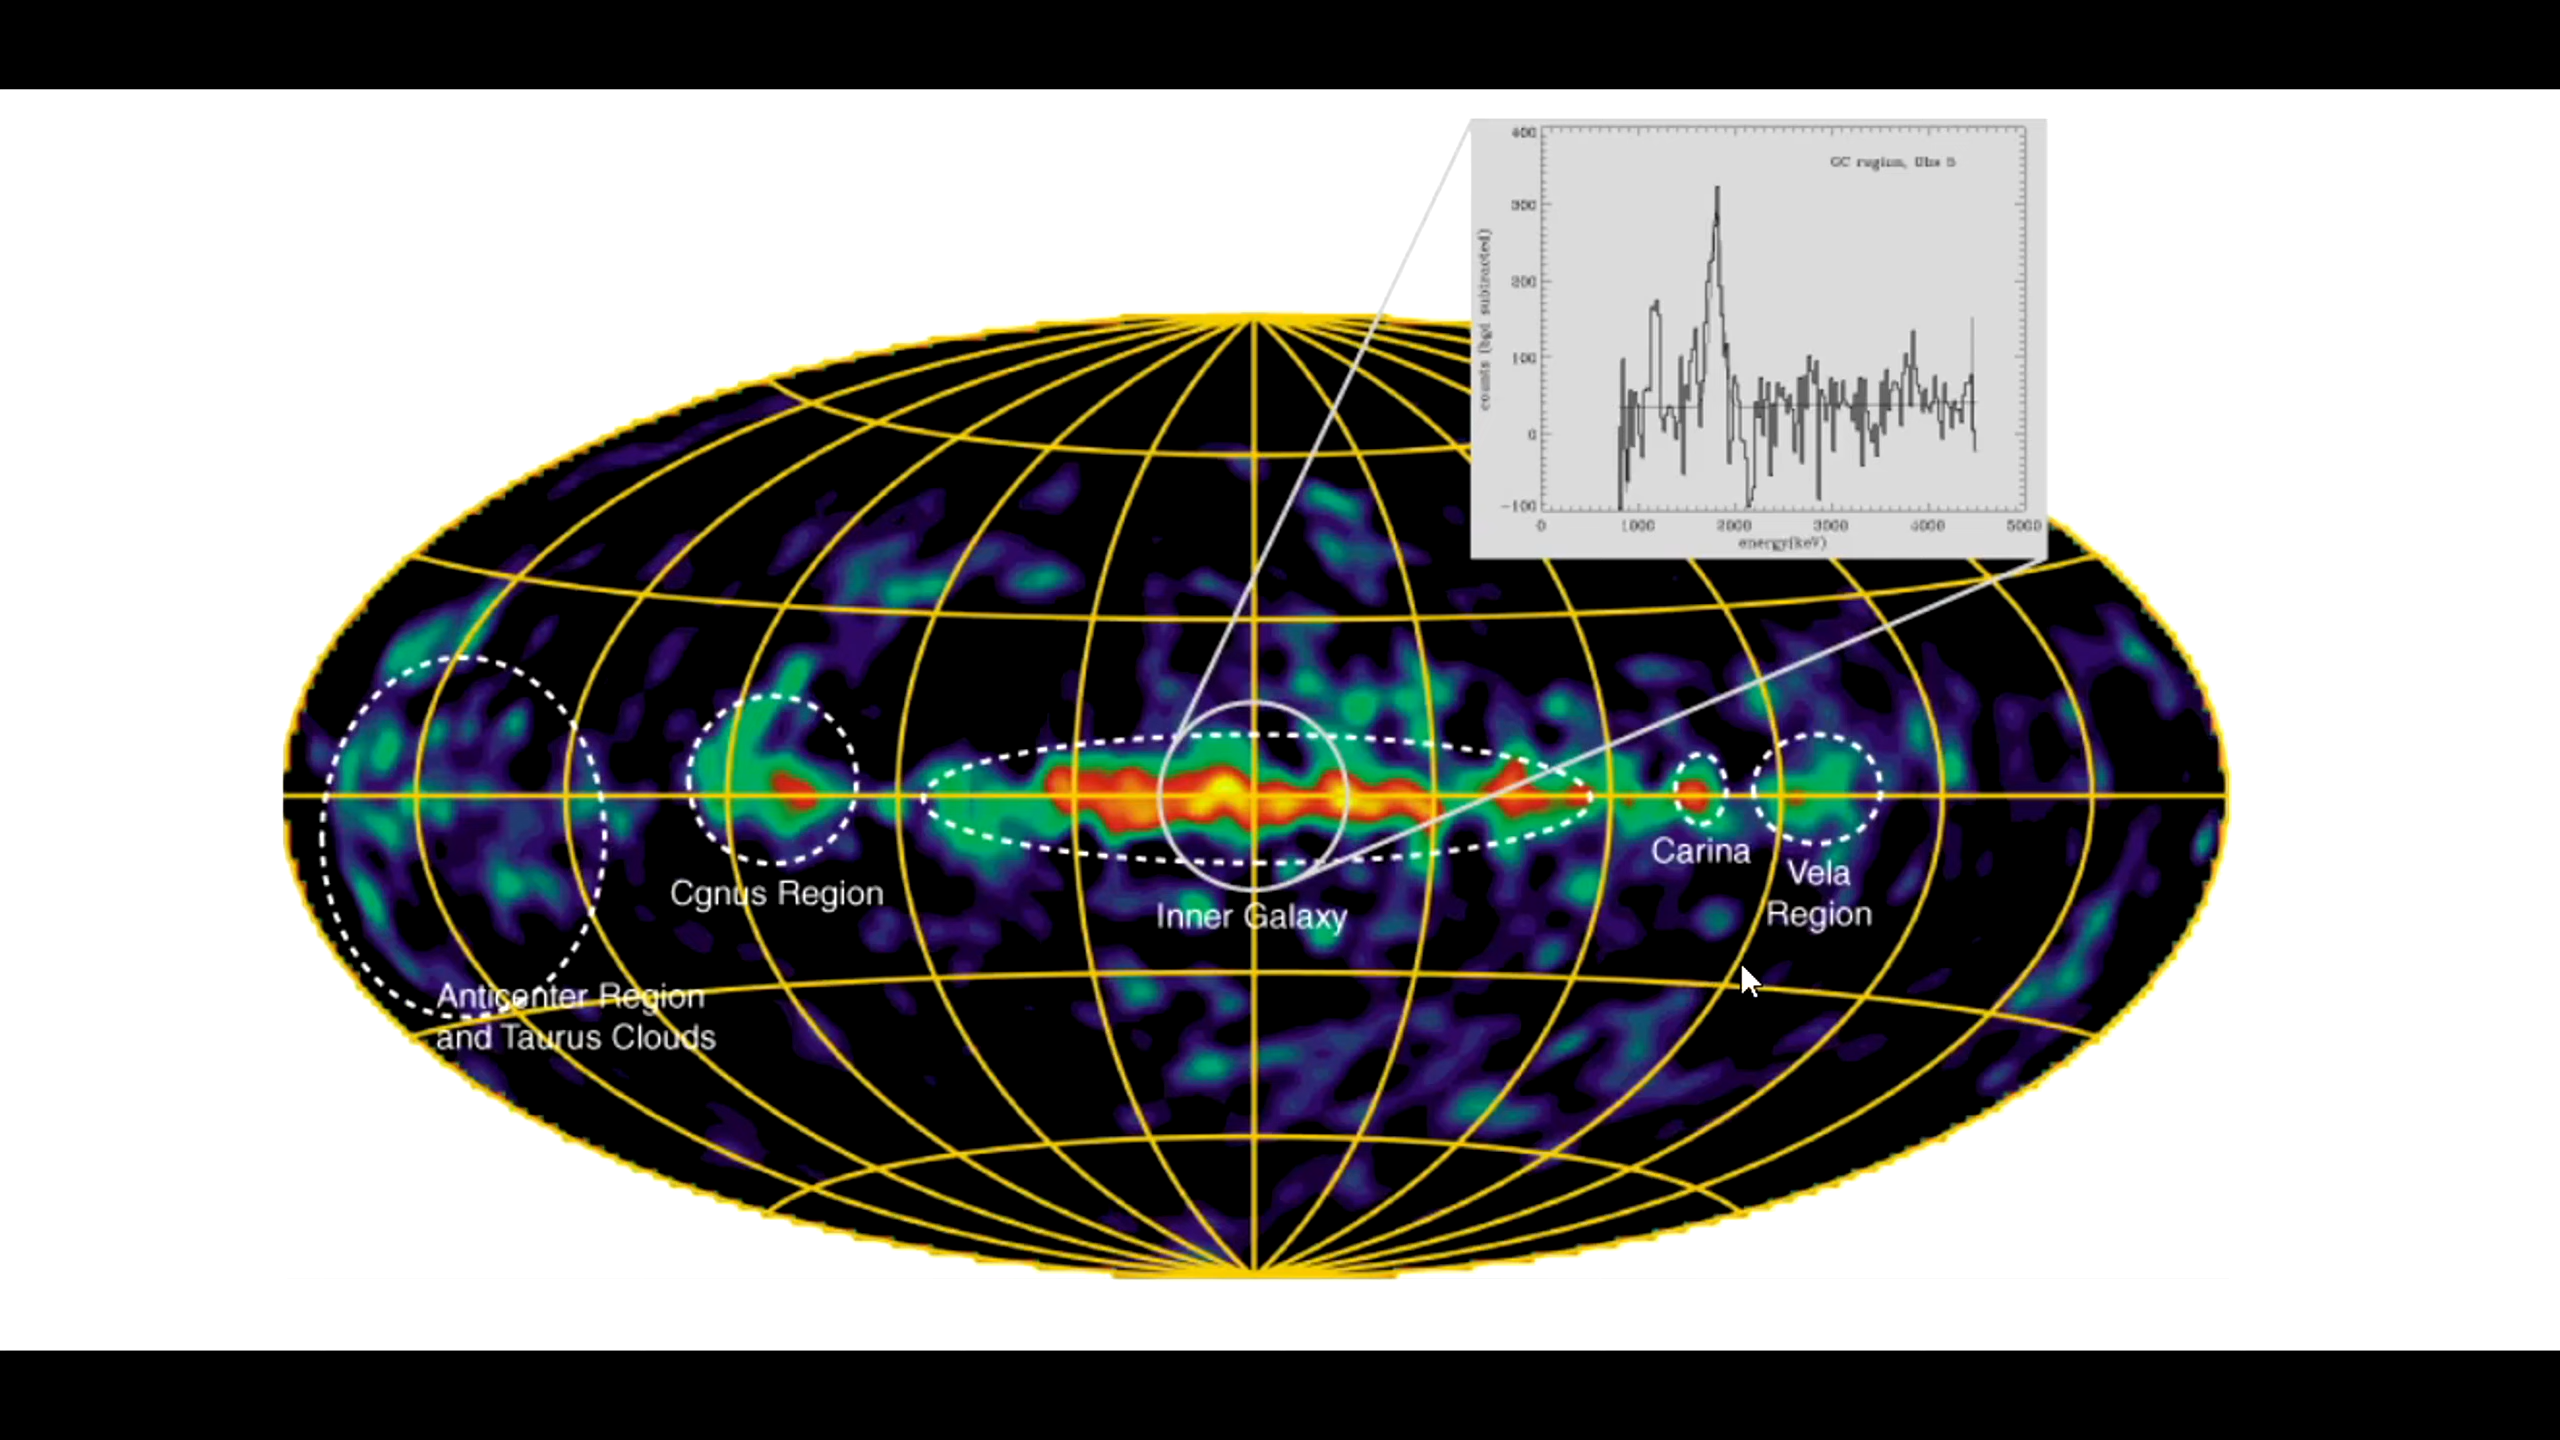 400
GC region, Obs 5
300
200
100
0
-100
counts (bgd subtracted)
0 1000 2000 3000 4000 5000
energy(keV)
Carina
Vela
Region
Cgnus Region
Inner Galaxy
Anticenter Region
and Taurus Clouds